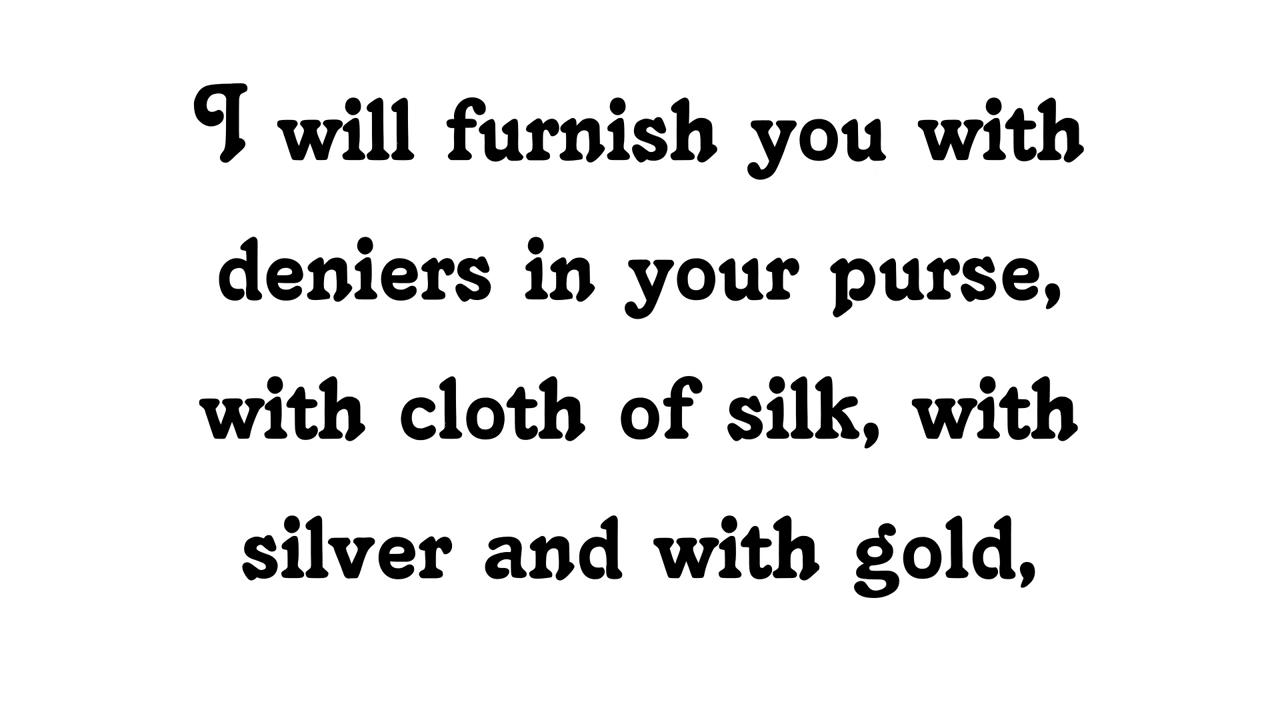 I will furnish you with
deniers in your purse,
with cloth of silk, with
silver and with gold,